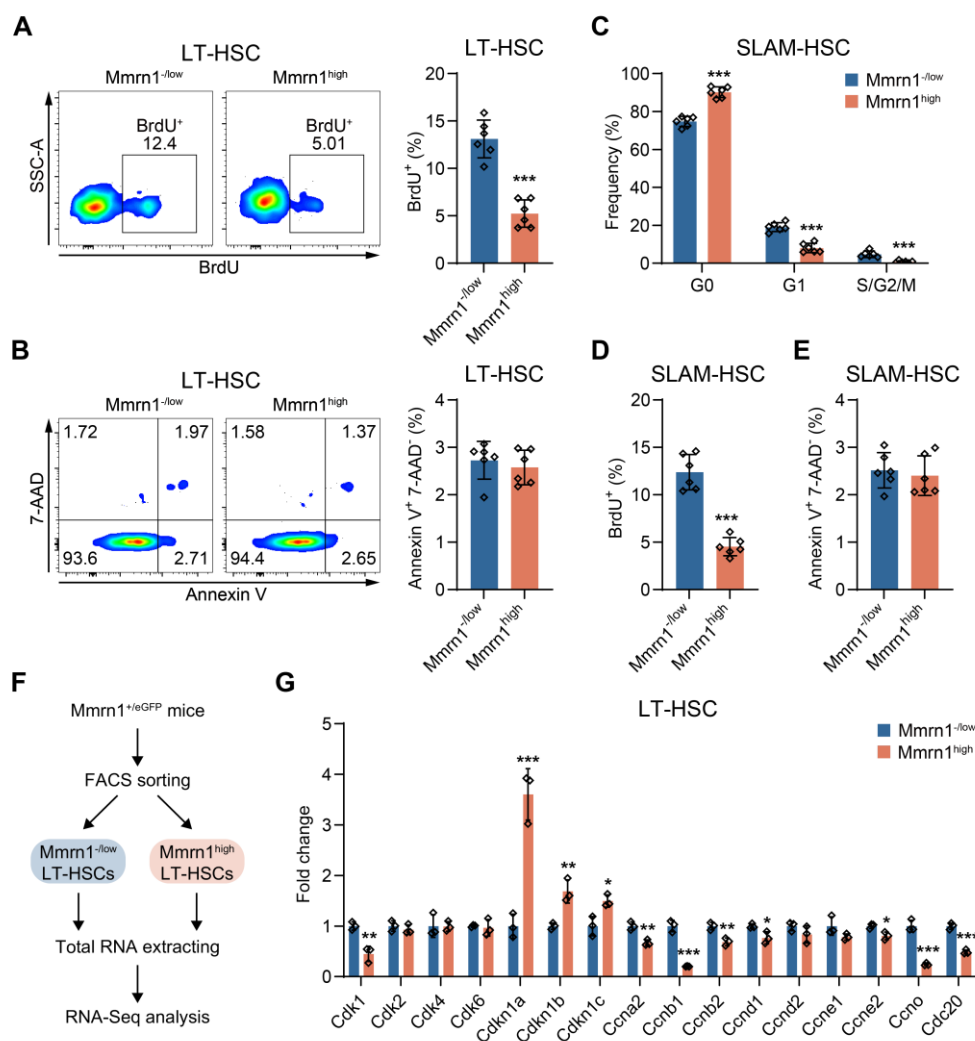 A
LT-HSC
Mmrn1-/low
Mmrn1high
BrdU+
12.4
BrdU+
5.01
SSC-A
BrdU
LT-HSC
BrdU+ (%)
15
10
5
0
***
Mmrn1-/low
Mmrn1high
C
SLAM-HSC
Mmrn1-/low
Mmrn1high
Frequency (%)
100
80
60
40
20
0
***
***
***
G0
G1
S/G2/M
B
LT-HSC
Mmrn1-/low
Mmrn1high
1.72
1.97
93.6
2.71
1.58
1.37
94.4
2.65
7-AAD
Annexin V
LT-HSC
Annexin V+ 7-AAD- (%)
4
3
2
1
0
Mmrn1-/low
Mmrn1high
D
SLAM-HSC
BrdU+ (%)
20
15
10
5
0
***
Mmrn1-/low
Mmrn1high
E
SLAM-HSC
Annexin V+ 7-AAD- (%)
4
3
2
1
0
Mmrn1-/low
Mmrn1high
F
Mmrn1+/eGFP mice
FACS sorting
Mmrn1-/low
LT-HSCs
Mmrn1high
LT-HSCs
Total RNA extracting
RNA-Seq analysis
G
LT-HSC
Mmrn1-/low
Mmrn1high
Fold change
5
4
3
2
1
0
**
***
**
*
**
***
**
*
*
***
***
Cdk1
Cdk2
Cdk4
Cdk6
Cdkn1a
Cdkn1b
Cdkn1c
Ccna2
Ccnb1
Ccnb2
Ccnd1
Ccnd2
Ccne1
Ccne2
Ccno
Cdc20